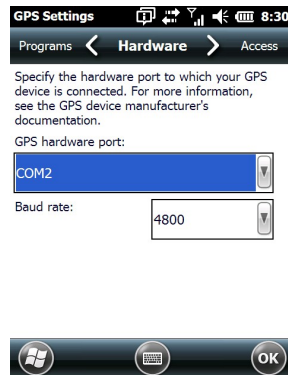 GPS Settings 8:30
Programs Hardware Access
Specify the hardware port to which your GPS
device is connected. For more information,
see the GPS device manufacturer's
documentation.
GPS hardware port:
COM2
Baud rate:
4800
OK